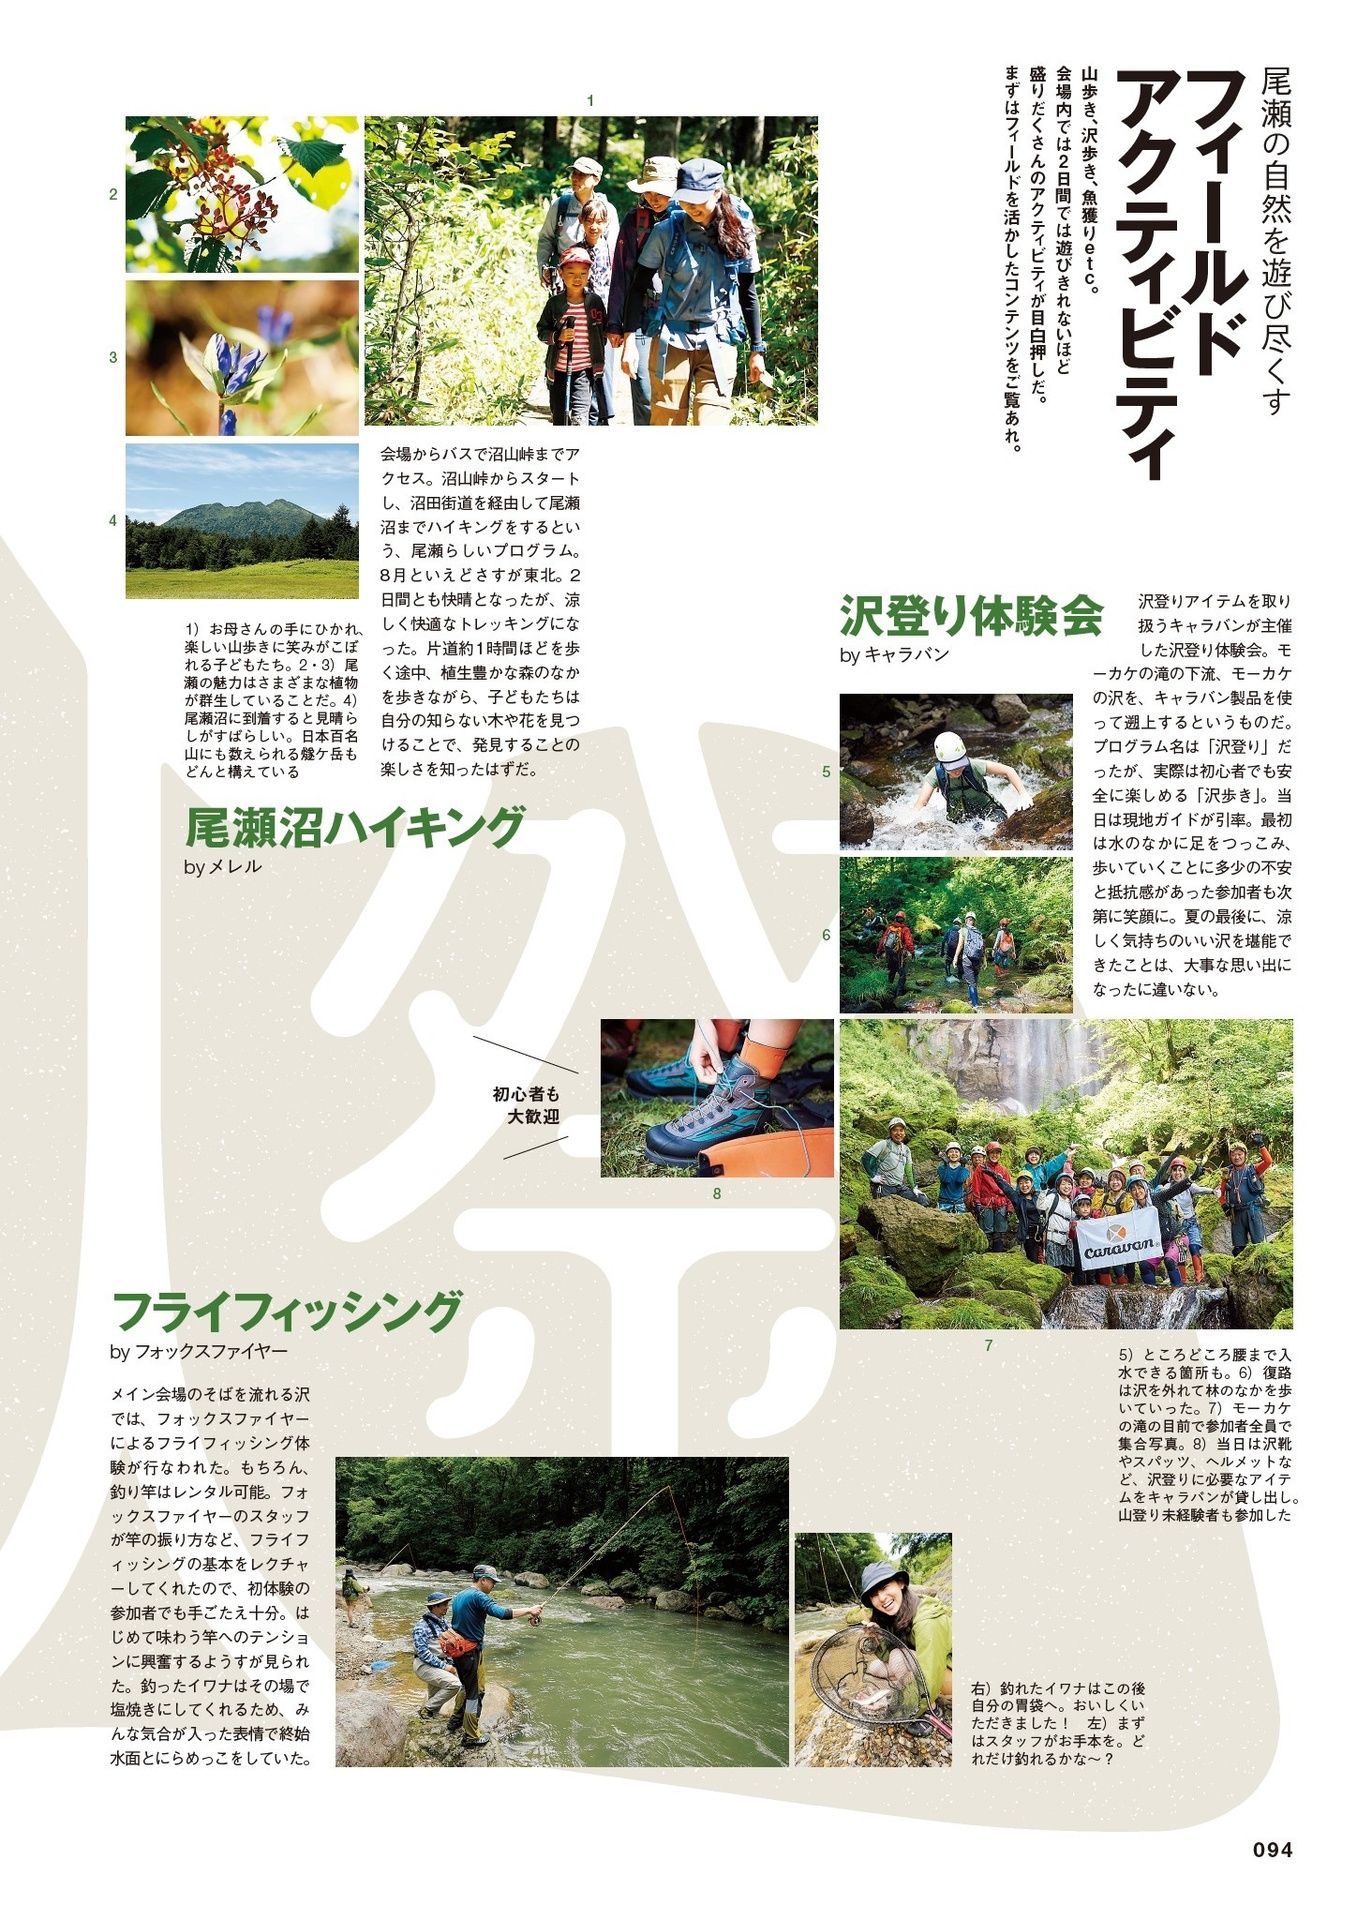 尾瀬の自然を遊び尽くす
フィールド
アクティビティ
山歩き、沢歩き、魚獲りetc。
会場内では2日間では遊びきれないほど
盛りだくさんのアクティビティが目白押しだ。
まずはフィールドを活かしたコンテンツをご覧あれ。
1
2
3
4
会場からバスで沼山峠までア
クセス。沼山峠からスタート
し、沼田街道を経由して尾瀬
沼までハイキングをするとい
う、尾瀬らしいプログラム。
8月といえどさすが東北。2
日間とも快晴となったが、涼
しく快適なトレッキングにな
った。片道約1時間ほどを歩
く途中、植生豊かな森のなか
を歩きながら、子どもたちは
自分の知らない木や花を見つ
けることで、発見することの
楽しさを知ったはずだ。
1）お母さんの手にひかれ、
楽しい山歩きに笑みがこぼ
れる子どもたち。2・3）尾
瀬の魅力はさまざまな植物
が群生していることだ。4）
尾瀬沼に到着すると見晴ら
しがすばらしい。日本百名
山にも数えられる燧ケ岳も
どんと構えている
尾瀬沼ハイキング
by メレル
沢登り体験会
by キャラバン
沢登りアイテムを取り
扱うキャラバンが主催
した沢登り体験会。モ
ーカケの滝の下流、モーカケ
の沢を、キャラバン製品を使
って遡上するというものだ。
プログラム名は「沢登り」だ
ったが、実際は初心者でも安
全に楽しめる「沢歩き」。当
日は現地ガイドが引率。最初
は水のなかに足をつっこみ、
歩いていくことに多少の不安
と抵抗感があった参加者も次
第に笑顔に。夏の最後に、涼
しく気持ちのいい沢を堪能で
きたことは、大事な思い出に
なったに違いない。
5
6
初心者も
大歓迎
8
caravan
7
5）ところどころ腰まで入
水できる箇所も。6）復路
は沢を外れて林のなかを歩
いていった。7）モーカケ
の滝の目前で参加者全員で
集合写真。8）当日は沢靴
やスパッツ、ヘルメットな
ど、沢登りに必要なアイテ
ムをキャラバンが貸し出し。
山登り未経験者も参加した
フライフィッシング
by フォックスファイヤー
メイン会場のそばを流れる沢
では、フォックスファイヤー
によるフライフィッシング体
験が行なわれた。もちろん、
釣り竿はレンタル可能。フォ
ックスファイヤーのスタッフ
が竿の振り方など、フライフ
ィッシングの基本をレクチャ
ーしてくれたので、初体験の
参加者でも手ごたえ十分。は
じめて味わう竿へのテンショ
ンに興奮するようすが見られ
た。釣ったイワナはその場で
塩焼きにしてくれるため、み
んな気合が入った表情で終始
水面とにらめっこをしていた。
右）釣れたイワナはこの後
自分の胃袋へ。おいしくい
ただきました！　左）まず
はスタッフがお手本を。ど
れだけ釣れるかな〜？
094